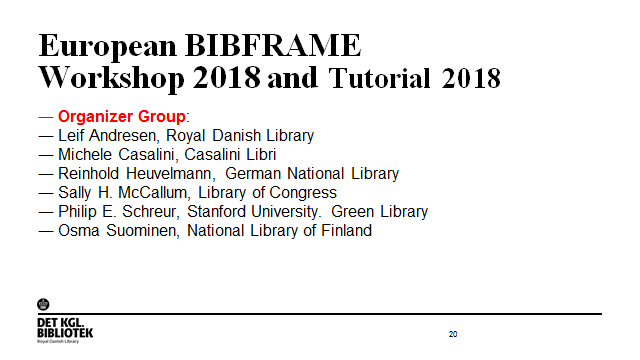 European BIBFRAME
Workshop 2018 and Tutorial 2018
— Organizer Group:
— Leif Andresen, Royal Danish Library
— Michele Casalini, Casalini Libri
— Reinhold Heuvelmann, German National Library
— Sally H. McCallum, Library of Congress
— Philip E. Schreur, Stanford University. Green Library
— Osma Suominen, National Library of Finland
DET KGL.
BIBLIOTEK
Royal Danish Library
20